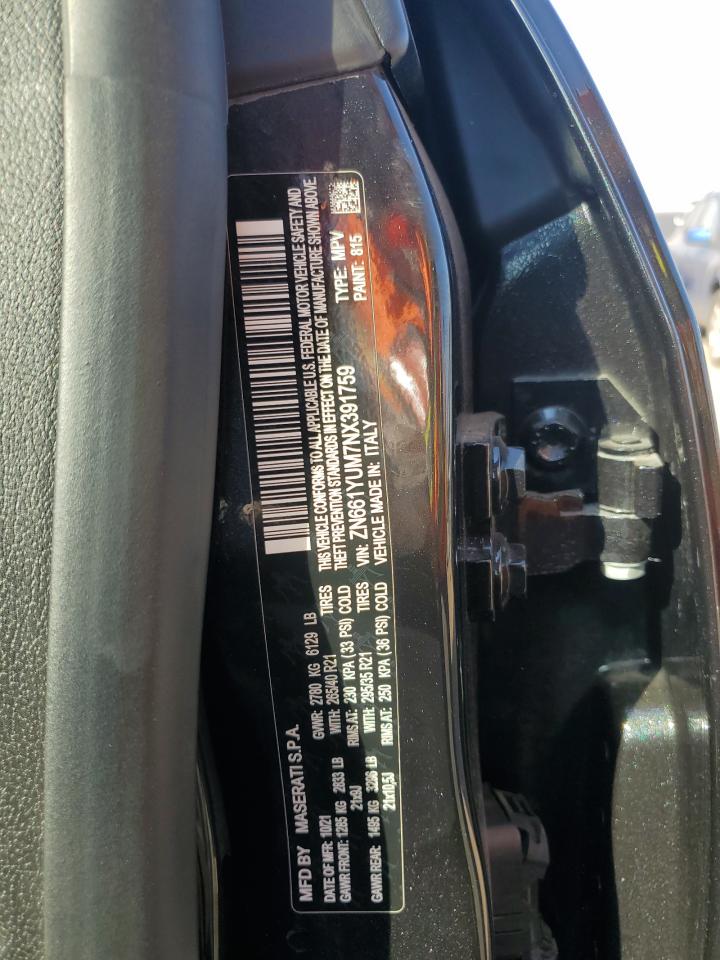 MFD BY MASERATI S.P.A.
DATE OF MFR: 10/21 GVWR: 2780 KG 6129 LB
GAWR FRONT: 1285 KG 2833 LB WITH: 265/40 R21 TIRES
21x9J RIMS AT: 230 KPA (33 PSI) COLD
GAWR REAR: 1495 KG 3296 LB WITH: 295/35 R21 TIRES
21x10,5J RIMS AT: 250 KPA (36 PSI) COLD
THIS VEHICLE CONFORMS TO ALL APPLICABLE U.S. FEDERAL MOTOR VEHICLE SAFETY AND
THEFT PREVENTION STANDARDS IN EFFECT ON THE DATE OF MANUFACTURE SHOWN ABOVE.
VIN: ZN661YUM7NX391759 TYPE: MPV
VEHICLE MADE IN: ITALY PAINT: 815